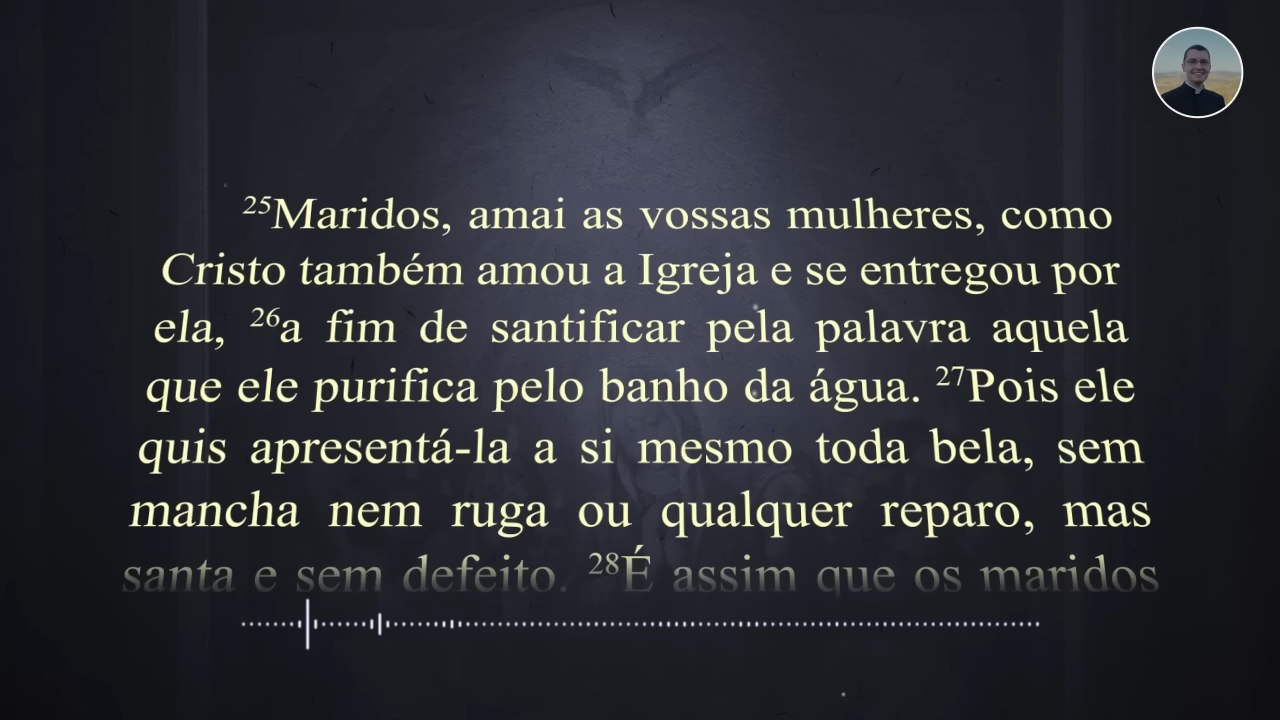 ²⁵Maridos, amai as vossas mulheres, como
Cristo também amou a Igreja e se entregou por
ela, ²⁶a fim de santificar pela palavra aquela
que ele purifica pelo banho da água. ²⁷Pois ele
quis apresentá-la a si mesmo toda bela, sem
mancha nem ruga ou qualquer reparo, mas
santa e sem defeito. ²⁸É assim que os maridos